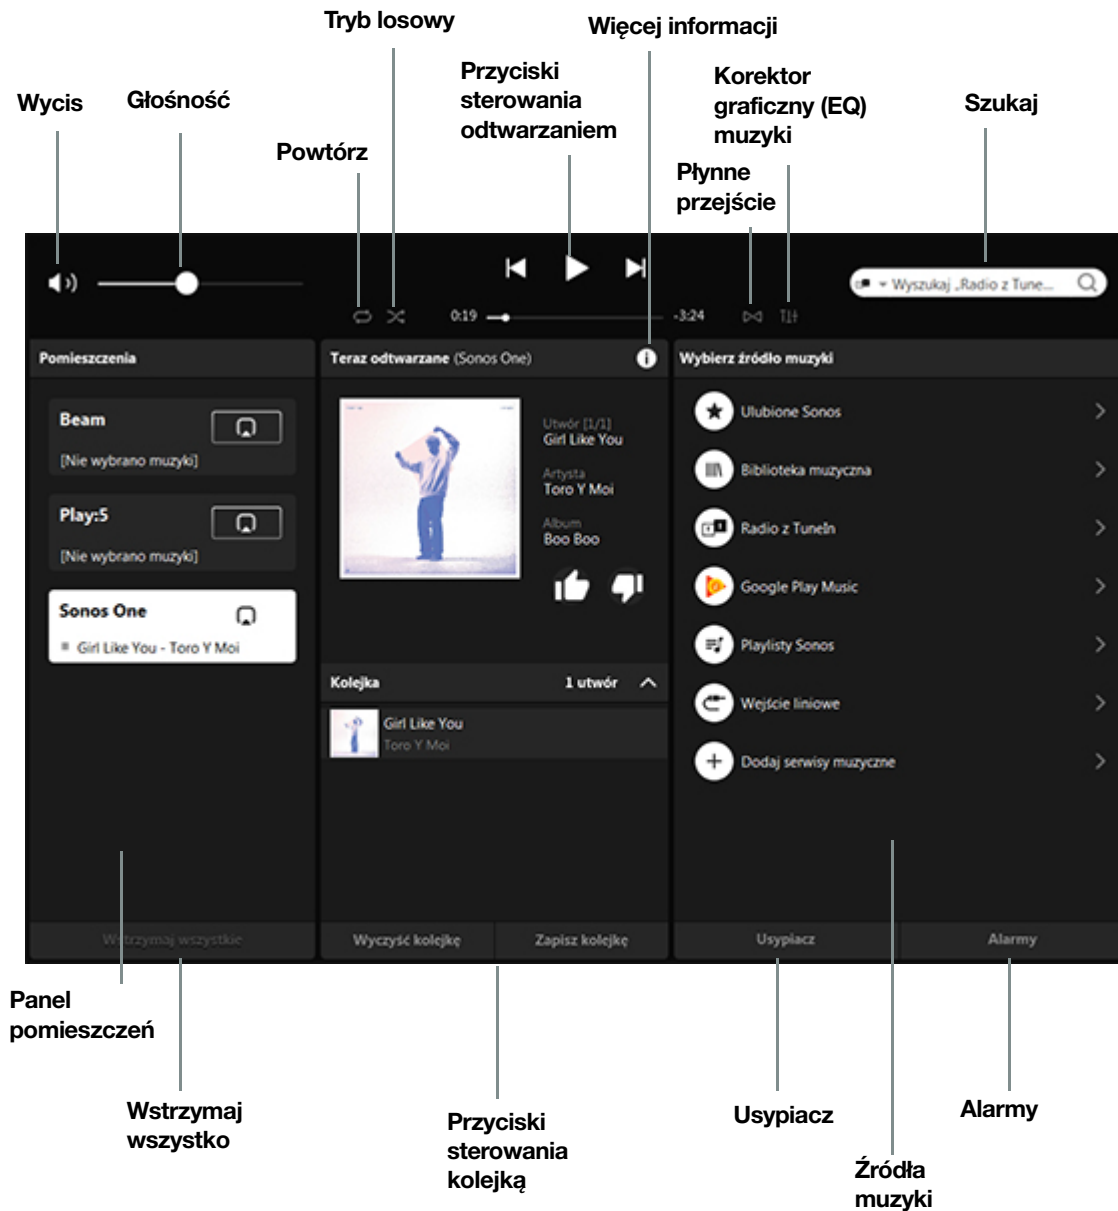 Tryb losowy
Więcej informacji
Przyciski
sterowania
odtwarzaniem
Korektor
graficzny (EQ)
muzyki
Wycis
Głośność
Szukaj
Powtórz
Płynne
przejście
Wyszukaj „Radio z Tune...
0:19
-3:24
Pomieszczenia
Teraz odtwarzane (Sonos One)
Wybierz źródło muzyki
Beam
[Nie wybrano muzyki]
Play:5
[Nie wybrano muzyki]
Sonos One
Girl Like You - Toro Y Moi
Utwór [1/1]
Girl Like You
Artysta
Toro Y Moi
Album
Boo Boo
Kolejka
1 utwór
Girl Like You
Toro Y Moi
Ulubione Sonos
Biblioteka muzyczna
Radio z TuneIn
Google Play Music
Playlisty Sonos
Wejście liniowe
Dodaj serwisy muzyczne
Wstrzymaj wszystkie
Wyczyść kolejkę
Zapisz kolejkę
Usypiacz
Alarmy
Panel
pomieszczeń
Wstrzymaj
wszystko
Przyciski
sterowania
kolejką
Usypiacz
Alarmy
Źródła
muzyki